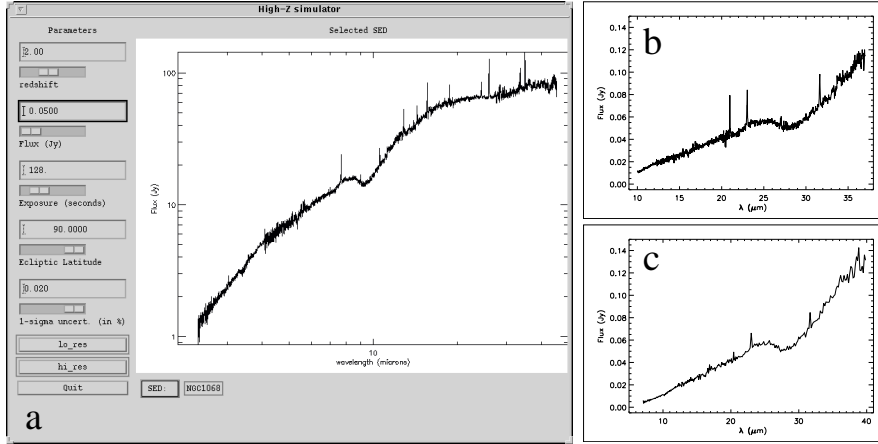 High-Z simulator
Parameters
2.00
redshift
0.0500
Flux (Jy)
128.
Exposure (seconds)
90.0000
Ecliptic Latitude
0.020
1-sigma uncert. (in %)
lo_res
hi_res
Quit
a
Selected SED
100
10
1
Flux (Jy)
10
wavelength (microns)
SED:
NGC1068
b
0.14
0.12
0.10
0.08
0.06
0.04
0.02
0.00
Flux (Jy)
10 15 20 25 30 35
λ (μm)
c
0.14
0.12
0.10
0.08
0.06
0.04
0.02
0.00
Flux (Jy)
10 20 30 40
λ (μm)